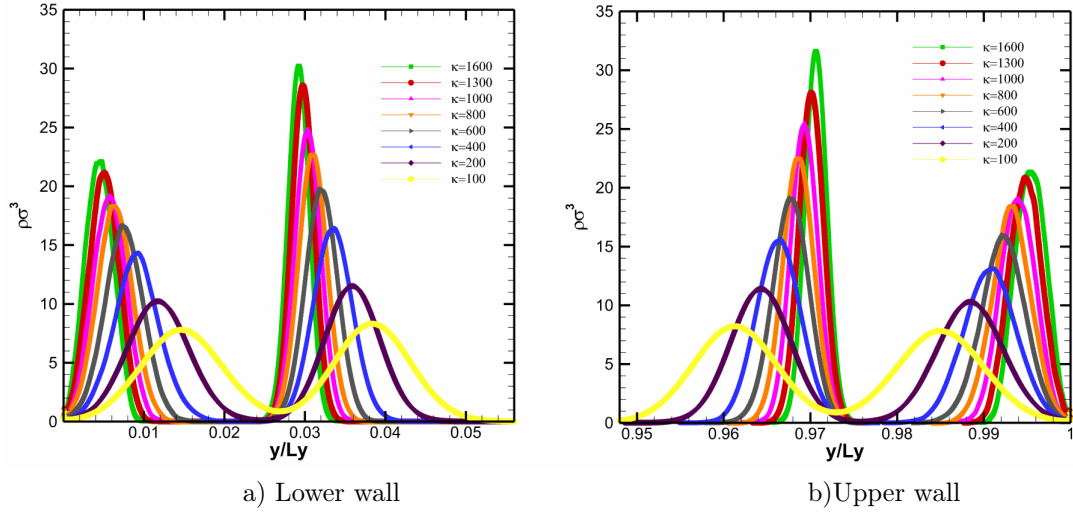 35
30
25
20
15
10
5
0
ρσ³
0.01
0.02
0.03
0.04
0.05
y/Ly
κ=1600
κ=1300
κ=1000
κ=800
κ=600
κ=400
κ=200
κ=100
a) Lower wall
35
30
25
20
15
10
5
0
ρσ³
0.95
0.96
0.97
0.98
0.99
1
y/Ly
κ=1600
κ=1300
κ=1000
κ=800
κ=600
κ=400
κ=200
κ=100
b)Upper wall